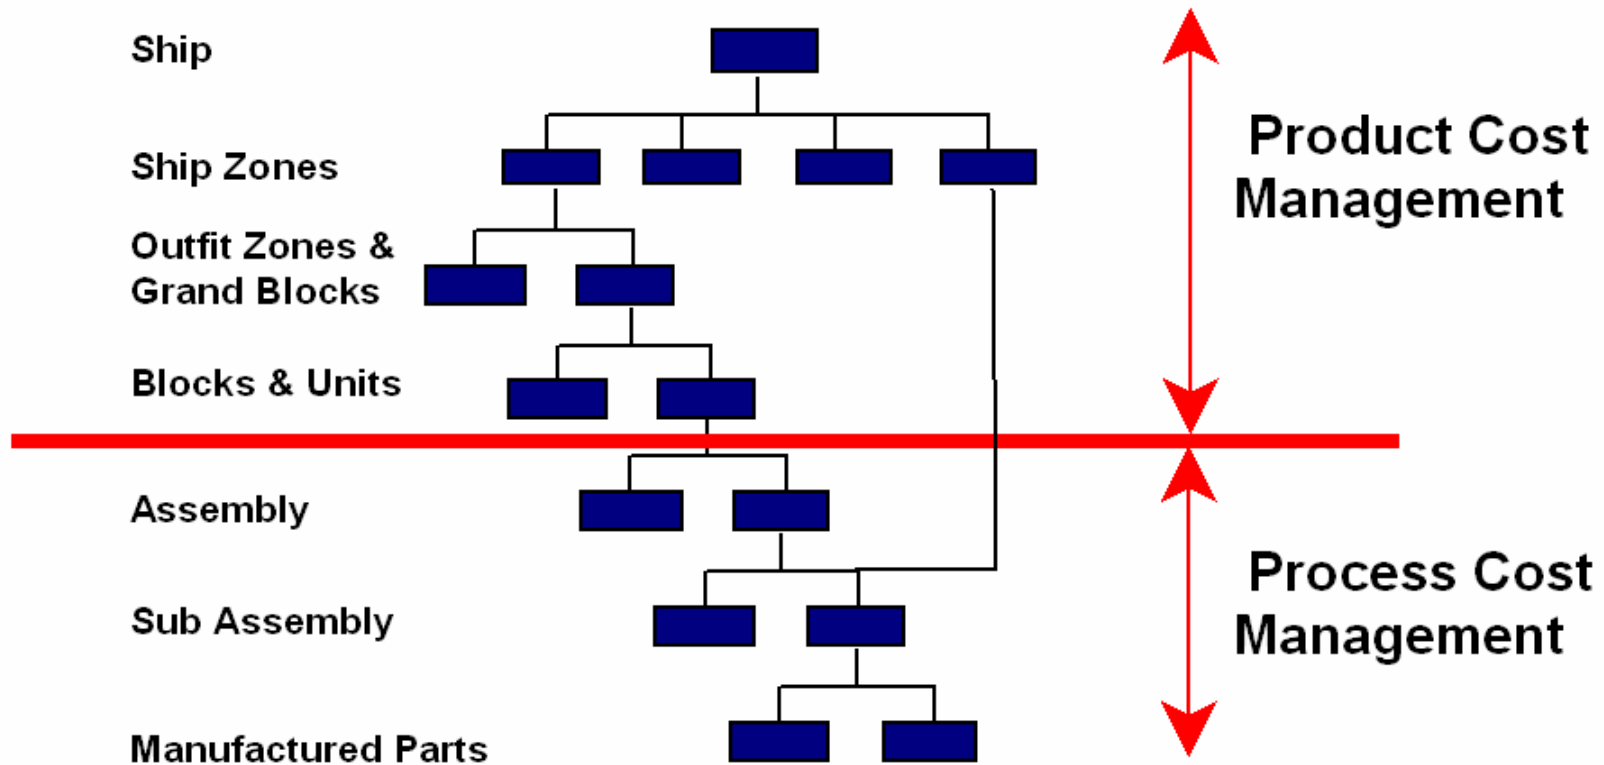 Ship
Ship Zones
Outfit Zones &
Grand Blocks
Blocks & Units
Assembly
Sub Assembly
Manufactured Parts
Product Cost
Management
Process Cost
Management